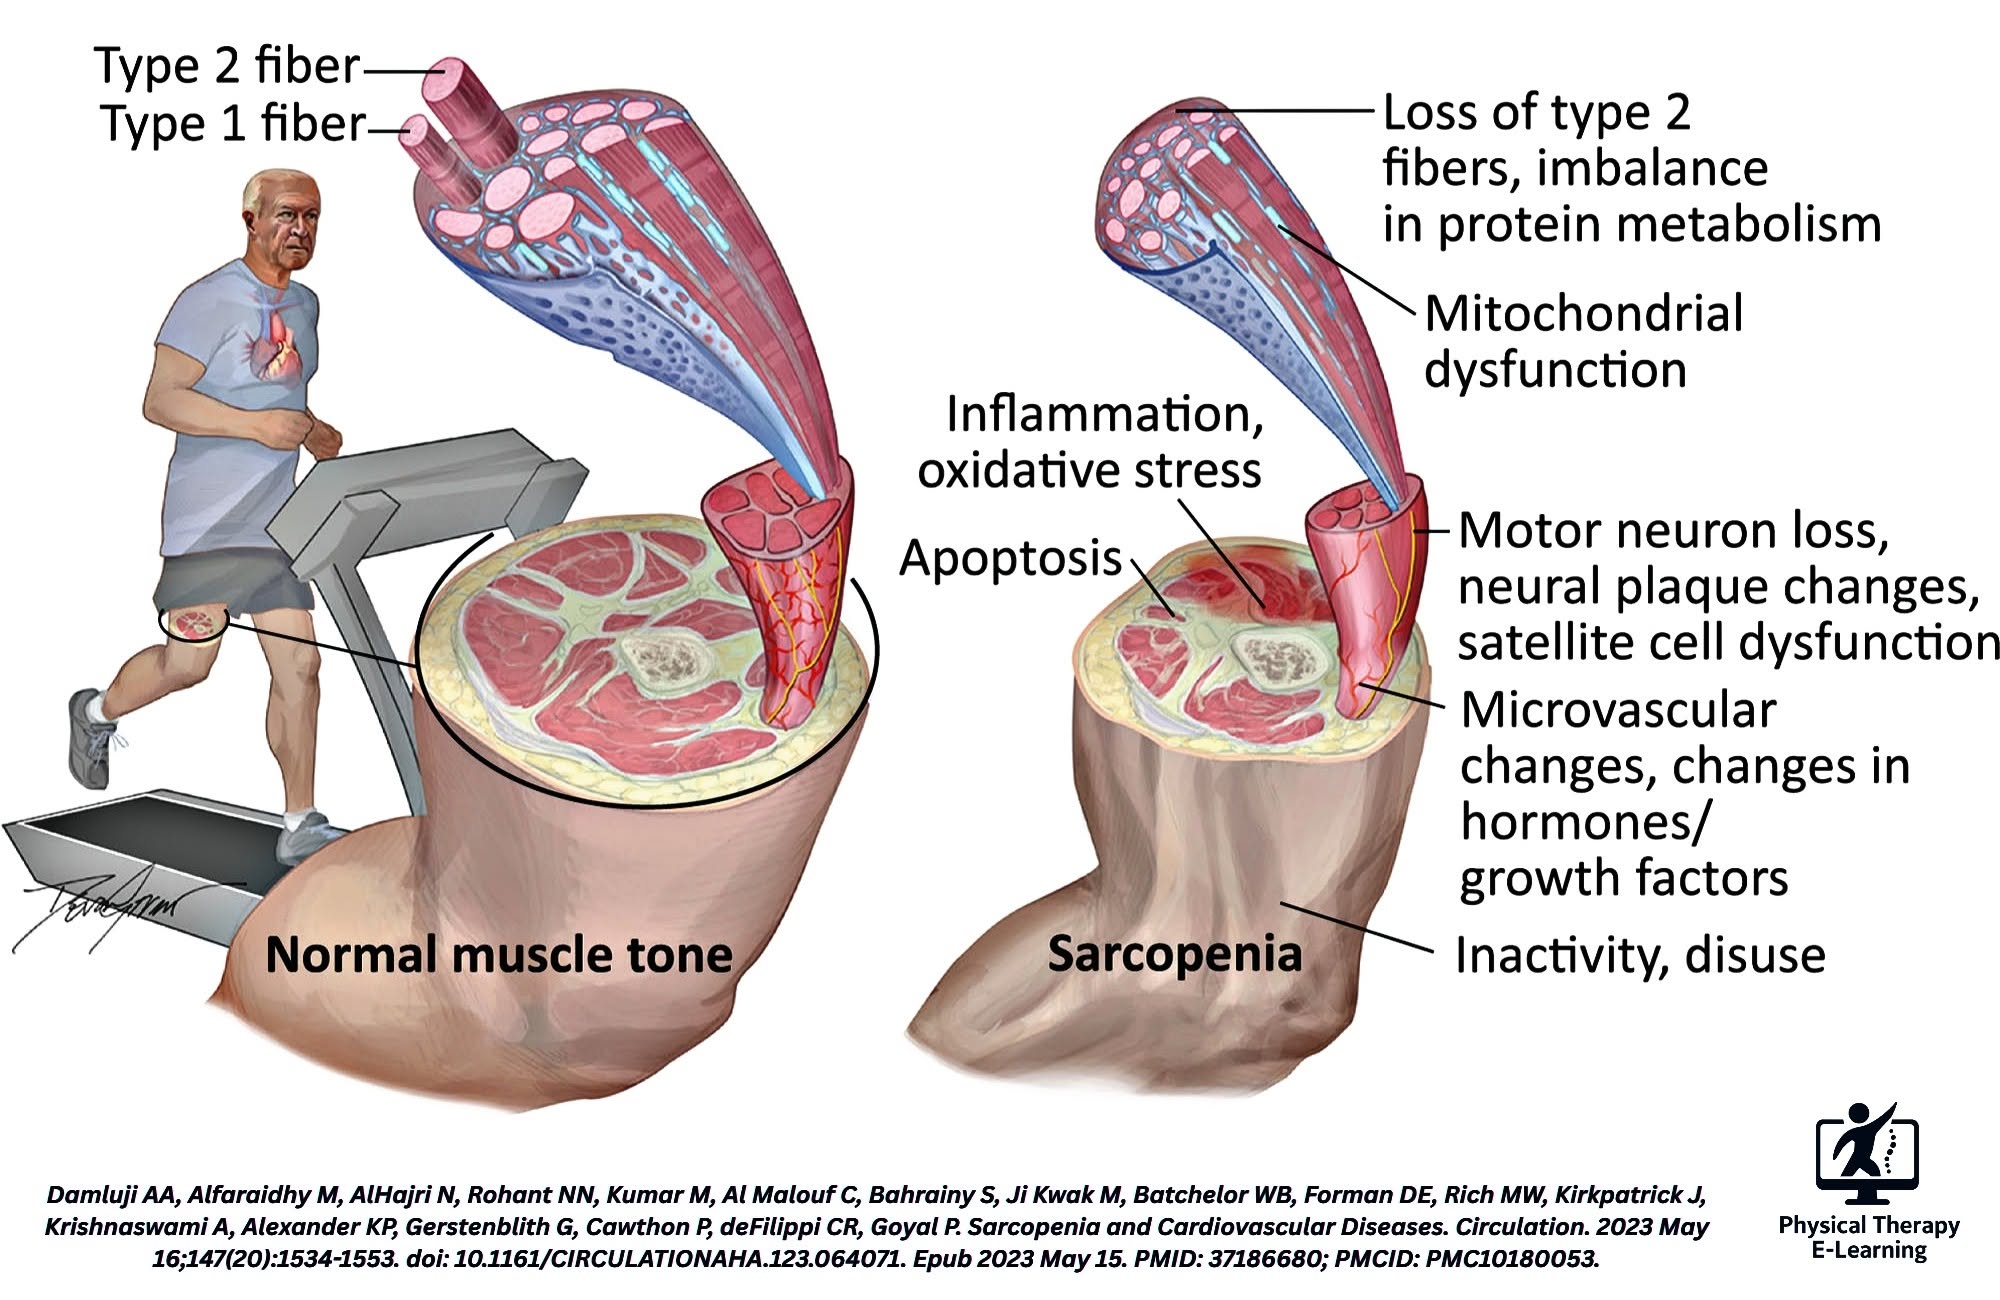 Type 2 fiber
Type 1 fiber
Normal muscle tone
Loss of type 2
fibers, imbalance
in protein metabolism
Mitochondrial
dysfunction
Inflammation,
oxidative stress
Apoptosis
Motor neuron loss,
neural plaque changes,
satellite cell dysfunction
Microvascular
changes, changes in
hormones/
growth factors
Sarcopenia
Inactivity, disuse
Damluji AA, Alfaraidhy M, AlHajri N, Rohant NN, Kumar M, Al Malouf C, Bahrainy S, Ji Kwak M, Batchelor WB, Forman DE, Rich MW, Kirkpatrick J,
Krishnaswami A, Alexander KP, Gerstenblith G, Cawthon P, deFilippi CR, Goyal P. Sarcopenia and Cardiovascular Diseases. Circulation. 2023 May
16;147(20):1534-1553. doi: 10.1161/CIRCULATIONAHA.123.064071. Epub 2023 May 15. PMID: 37186680; PMCID: PMC10180053.
Physical Therapy
E-Learning